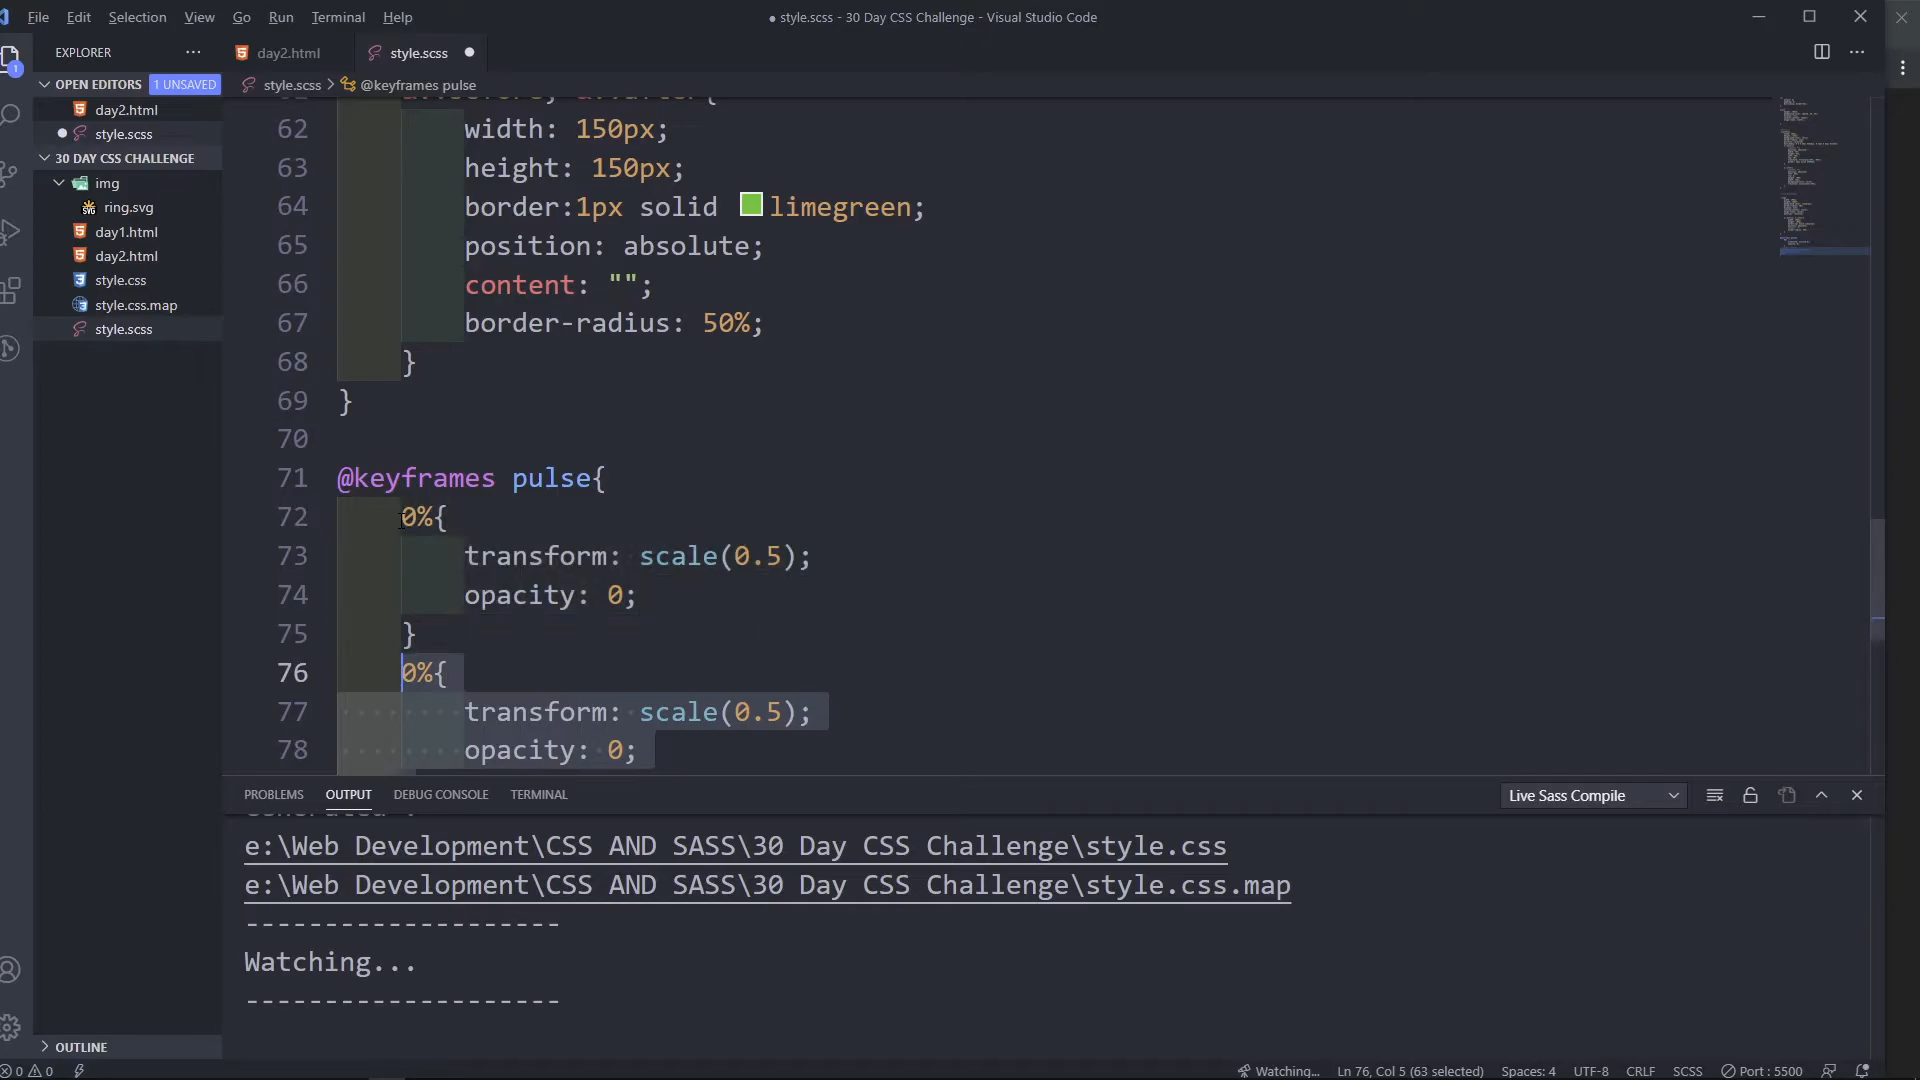 File Edit Selection View Go Run Terminal Help
● style.scss - 30 Day CSS Challenge - Visual Studio Code
EXPLORER
day2.html
style.scss
OPEN EDITORS 1 UNSAVED
style.scss > @keyframes pulse
day2.html
style.scss
30 DAY CSS CHALLENGE
img
ring.svg
day1.html
day2.html
style.css
style.css.map
style.scss
OUTLINE
62 width: 150px;
63 height: 150px;
64 border:1px solid limegreen;
65 position: absolute;
66 content: "";
67 border-radius: 50%;
68 }
69 }
70
71 @keyframes pulse{
72 0%{
73 transform: scale(0.5);
74 opacity: 0;
75 }
76 0%{
77 transform: scale(0.5);
78 opacity: 0;
PROBLEMS OUTPUT DEBUG CONSOLE TERMINAL
Live Sass Compile
e:\Web Development\CSS AND SASS\30 Day CSS Challenge\style.css
e:\Web Development\CSS AND SASS\30 Day CSS Challenge\style.css.map
--------------------
Watching...
--------------------
0 0
Watching... Ln 76, Col 5 (63 selected) Spaces: 4 UTF-8 CRLF SCSS Port : 5500